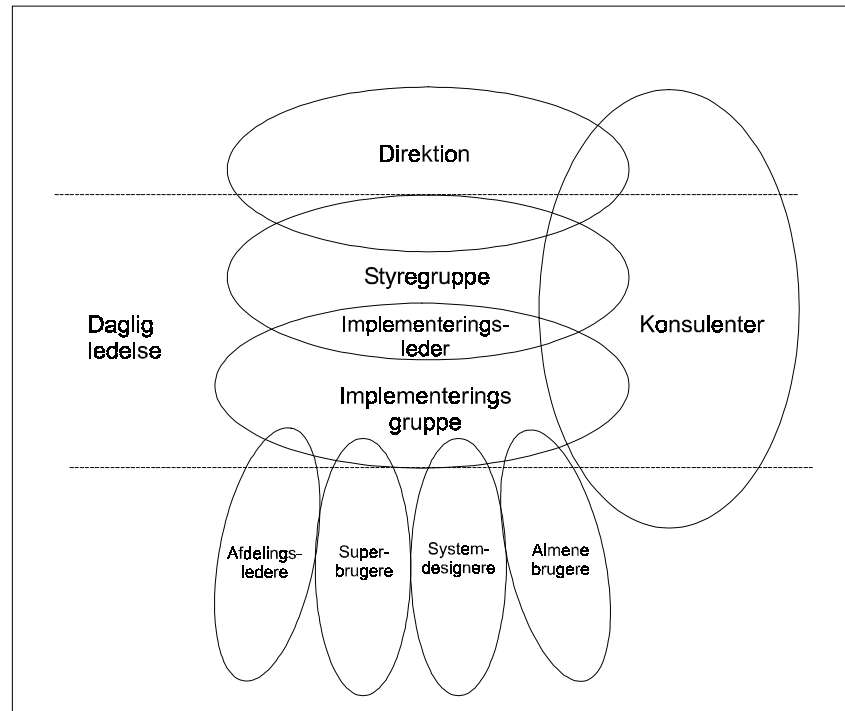 Direktion
Styregruppe
Daglig
ledelse
Implementerings-
leder
Konsulenter
Implementerings
gruppe
Afdelings-
ledere
Super-
brugere
System-
designere
Almene
brugere